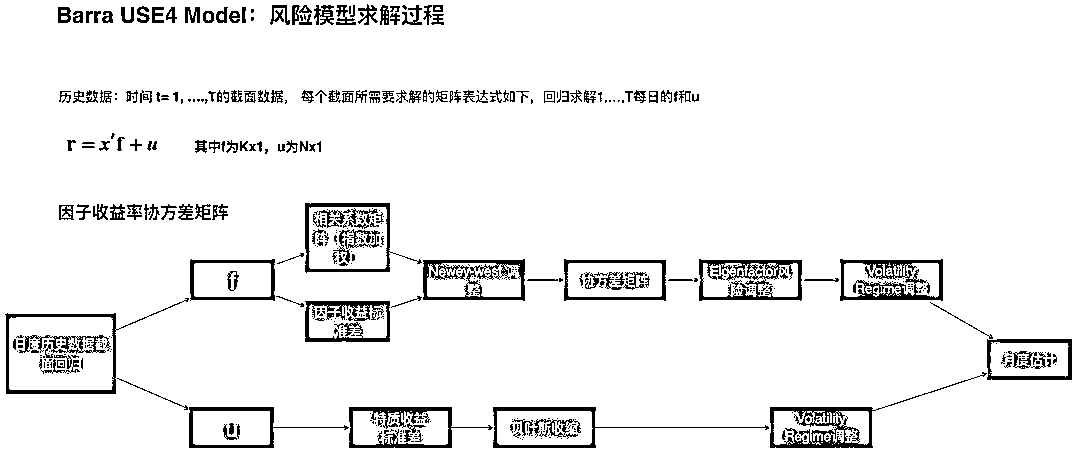 Barra USE4 Model：风险模型求解过程
历史数据：时间 t= 1, ....,T的截面数据， 每个截面所需要求解的矩阵表达式如下，回归求解1,...,T每日的f和u
r = x′f + u 其中f为Kx1，u为Nx1
因子收益率协方差矩阵
相关系数矩
阵（指数加
权）
f
Newey-west 调
整
协方差矩阵
Eigenfactor风
险调整
Volatility
Regime调整
因子收益标
准差
日度历史数据截
面回归
月度估计
u
特质收益
标准差
贝叶斯收缩
Volatility
Regime调整